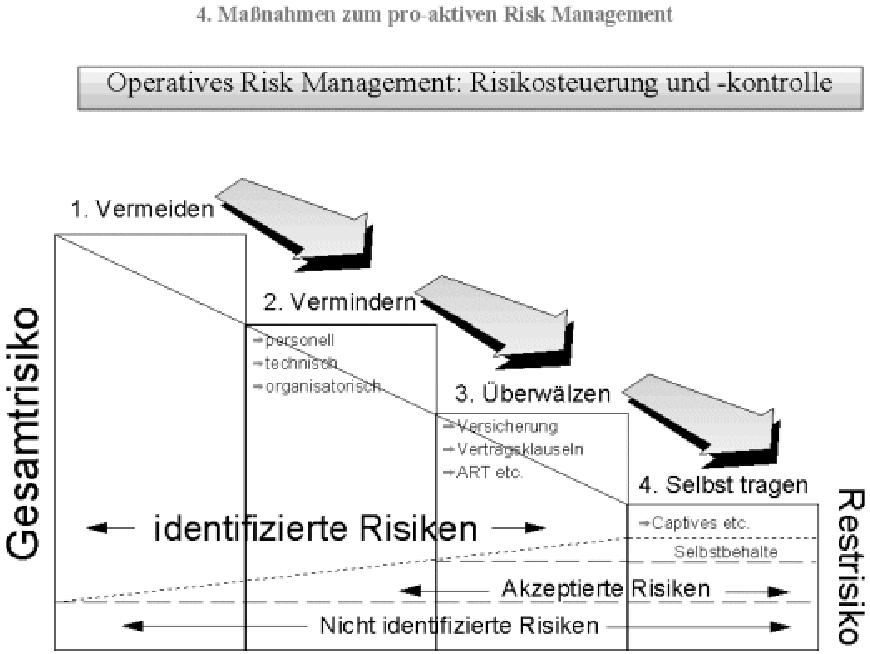 4. Maßnahmen zum pro-aktiven Risk Management
Operatives Risk Management: Risikosteuerung und -kontrolle
1. Vermeiden
2. Vermindern
⇒personell
⇒technisch
⇒organisatorisch
3. Überwälzen
⇒Versicherung
⇒Vertragsklauseln
⇒ART etc.
4. Selbst tragen
⇒Captives etc.
Selbstbehalte
Gesamtrisiko
identifizierte Risiken
Akzeptierte Risiken
Nicht identifizierte Risiken
Restrisiko